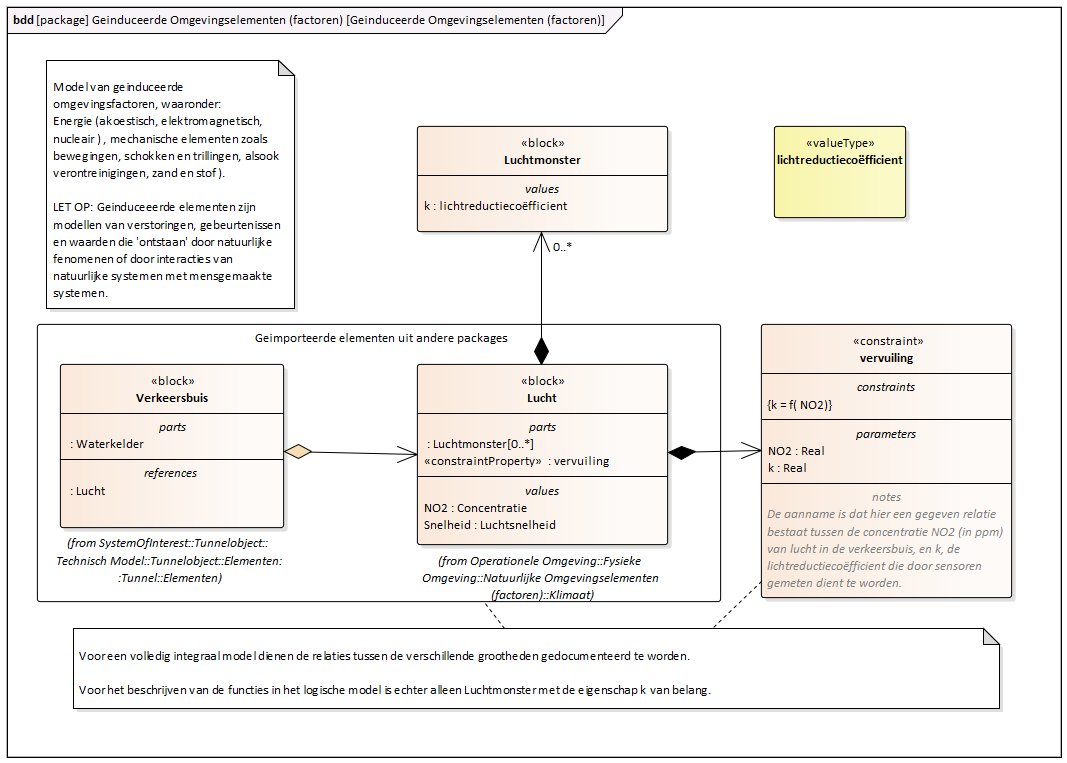 bdd [package] Geinduceerde Omgevingselementen (factoren) [Geinduceerde Omgevingselementen (factoren)]
Model van geinduceerde
omgevingsfactoren, waaronder:
Energie (akoestisch, elektromagnetisch,
nucleair ) , mechanische elementen zoals
bewegingen, schokken en trillingen, alsook
verontreinigingen, zand en stof ).
LET OP: Geinduceeerde elementen zijn
modellen van verstoringen, gebeurtenissen
en waarden die 'ontstaan' door natuurlijke
fenomenen of door interacties van
natuurlijke systemen met mensgemaakte
systemen.
«block»
Luchtmonster
values
k : lichtreductiecoëfficient
«valueType»
lichtreductiecoëfficient
0..*
Geimporteerde elementen uit andere packages
«block»
Verkeersbuis
parts
: Waterkelder
references
: Lucht
(from SystemOfInterest::Tunnelobject::
Technisch Model::Tunnelobject::Elementen:
:Tunnel::Elementen)
«block»
Lucht
parts
: Luchtmonster[0..*]
«constraintProperty» : vervuiling
values
NO2 : Concentratie
Snelheid : Luchtsnelheid
(from Operationele Omgeving::Fysieke
Omgeving::Natuurlijke Omgevingselementen
(factoren)::Klimaat)
«constraint»
vervuiling
constraints
{k = f( NO2)}
parameters
NO2 : Real
k : Real
notes
De aanname is dat hier een gegeven relatie
bestaat tussen de concentratie NO2 (in ppm)
van lucht in de verkeersbuis, en k, de
lichtreductiecoëfficient die door sensoren
gemeten dient te worden.
Voor een volledig integraal model dienen de relaties tussen de verschillende grootheden gedocumenteerd te worden.
Voor het beschrijven van de functies in het logische model is echter alleen Luchtmonster met de eigenschap k van belang.